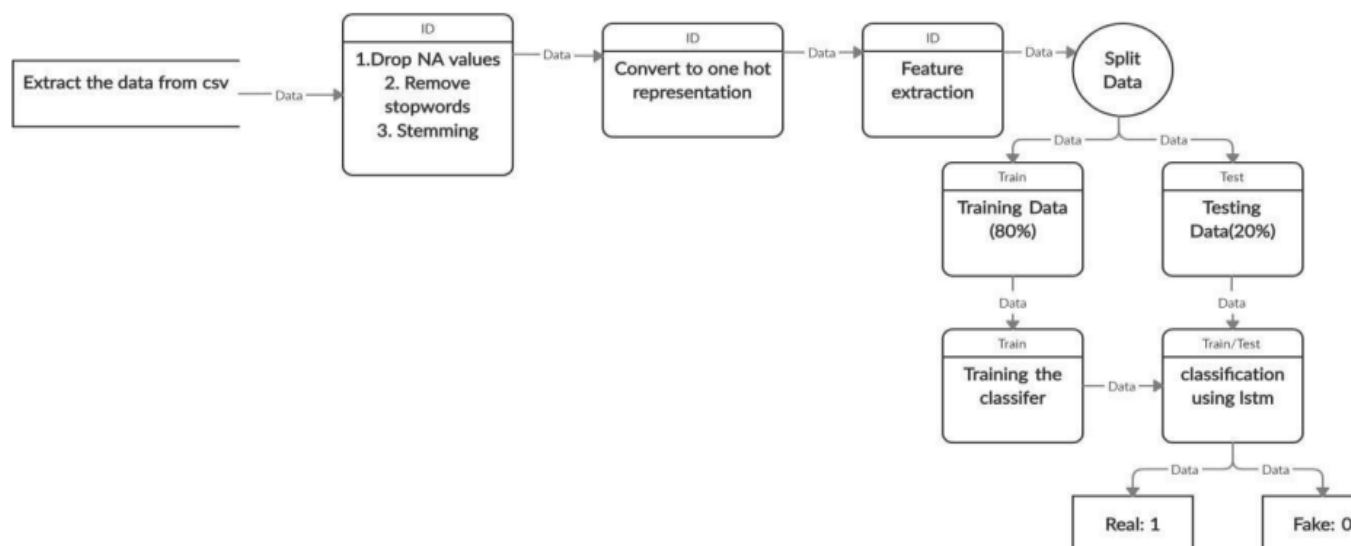 Extract the data from csv
Data
ID
1.Drop NA values
2. Remove
stopwords
3. Stemming
Data
ID
Convert to one hot
representation
Data
ID
Feature
extraction
Data
Split
Data
Data
Data
Train
Training Data
(80%)
Test
Testing
Data(20%)
Data
Data
Train
Training the
classifer
Data
Train/Test
classification
using lstm
Data
Data
Real: 1
Fake: 0